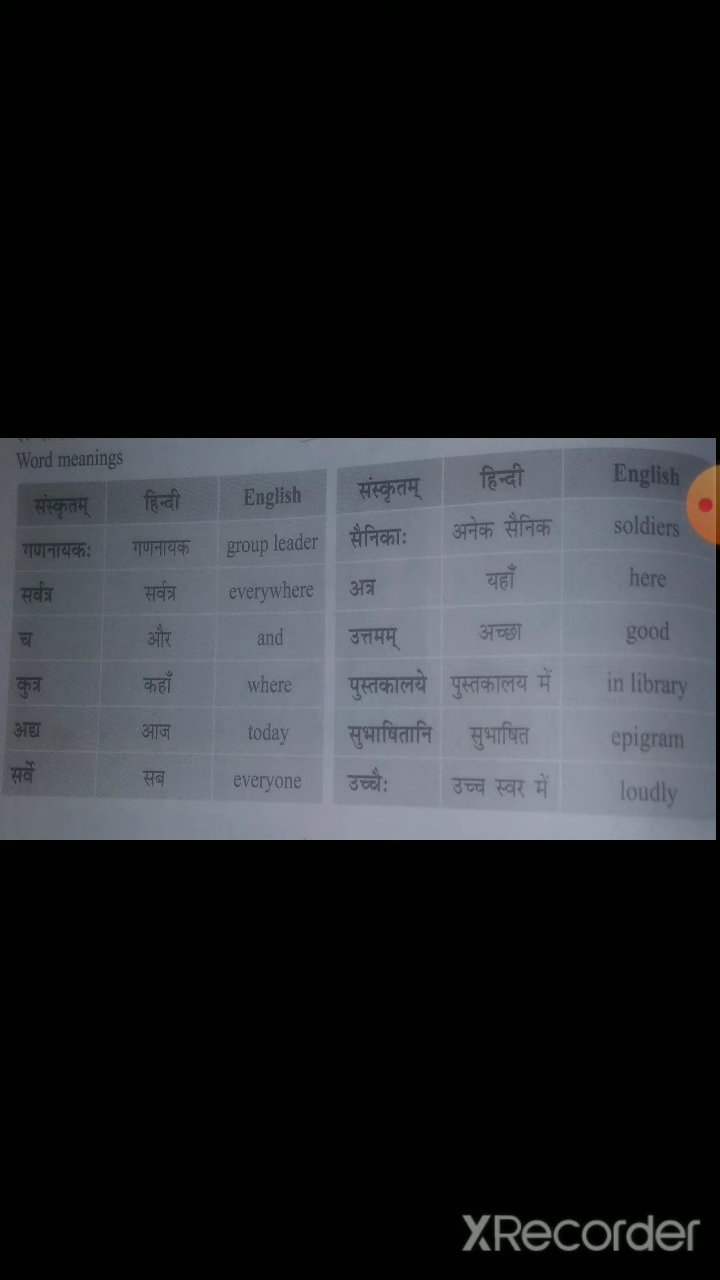 Word meanings
संस्कृतम् हिन्दी English
गणनायकः गणनायक group leader
सर्वत्र सर्वत्र everywhere
च और and
कुत्र कहाँ where
अद्य आज today
सर्वे सब everyone
संस्कृतम् हिन्दी English
सैनिकाः अनेक सैनिक soldiers
अत्र यहाँ here
उत्तमम् अच्छा good
पुस्तकालये पुस्तकालय में in library
सुभाषितानि सुभाषित epigram
उच्चैः उच्च स्वर में loudly
XRecorder